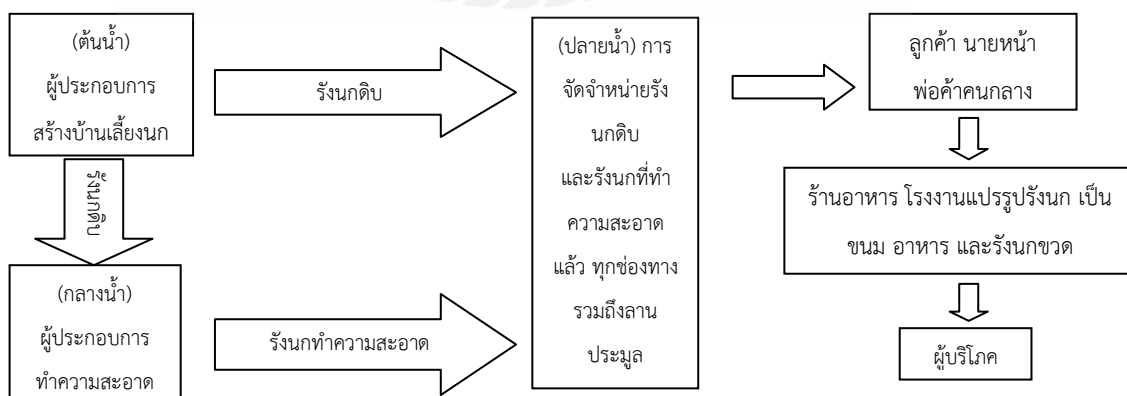 (ต้นน้ำ)
ผู้ประกอบการ
สร้างบ้านเลี้ยงนก
รังนกดิบ
รังนกดิบ
(กลางน้ำ)
ผู้ประกอบการ
ทำความสะอาด
รังนกทำความสะอาด
(ปลายน้ำ) การ
จัดจำหน่ายรัง
นกดิบ
และรังนกที่ทำ
ความสะอาด
แล้ว ทุกช่องทาง
รวมถึงลาน
ประมูล
ลูกค้า นายหน้า
พ่อค้าคนกลาง
ร้านอาหาร โรงงานแปรรูปรังนก เป็น
ขนม อาหาร และรังนกขวด
ผู้บริโภค